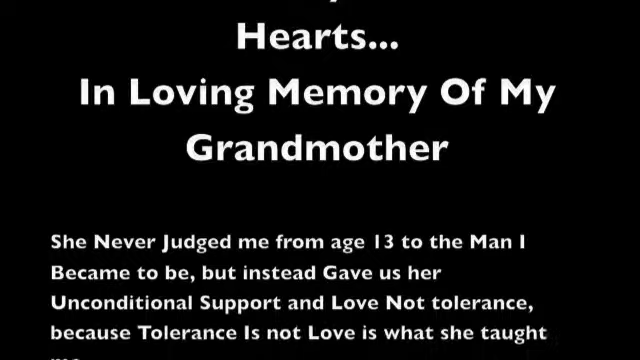 Hearts...
In Loving Memory Of My
Grandmother
She Never Judged me from age 13 to the Man I
Became to be, but instead Gave us her
Unconditional Support and Love Not tolerance,
because Tolerance Is not Love is what she taught